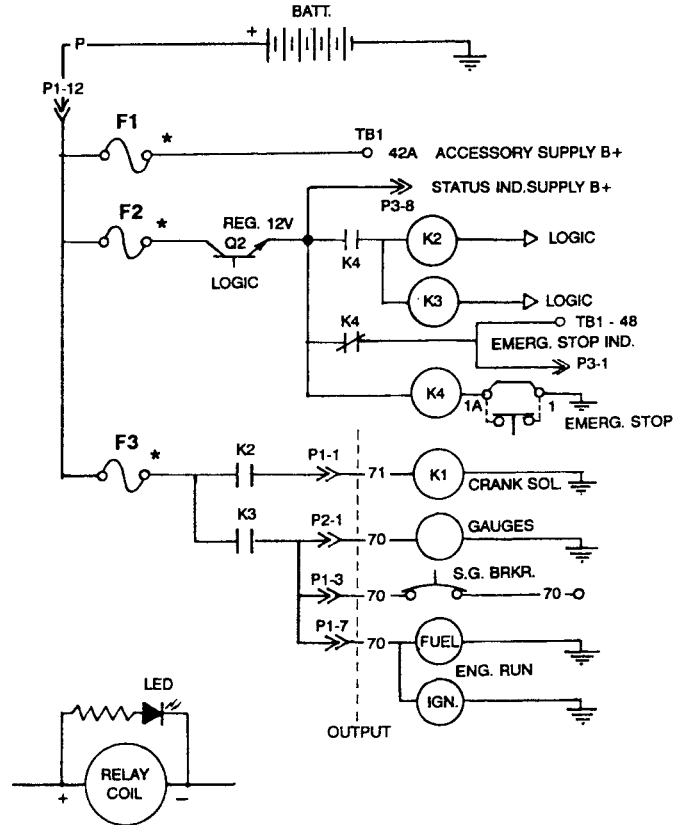 BATT.
+
P
P1-12
F1
*
TB1
42A ACCESSORY SUPPLY B+
STATUS IND.SUPPLY B+
P3-8
F2
*
REG. 12V
Q2
LOGIC
K4
K2
LOGIC
K3
LOGIC
K4
TB1 - 48
EMERG. STOP IND.
P3-1
K4
1A
1
EMERG. STOP
F3
*
K2
P1-1
71
K1
CRANK SOL.
K3
P2-1
70
GAUGES
P1-3
70
S.G. BRKR.
70
P1-7
70
FUEL
ENG. RUN
IGN.
OUTPUT
LED
RELAY
COIL
+
–